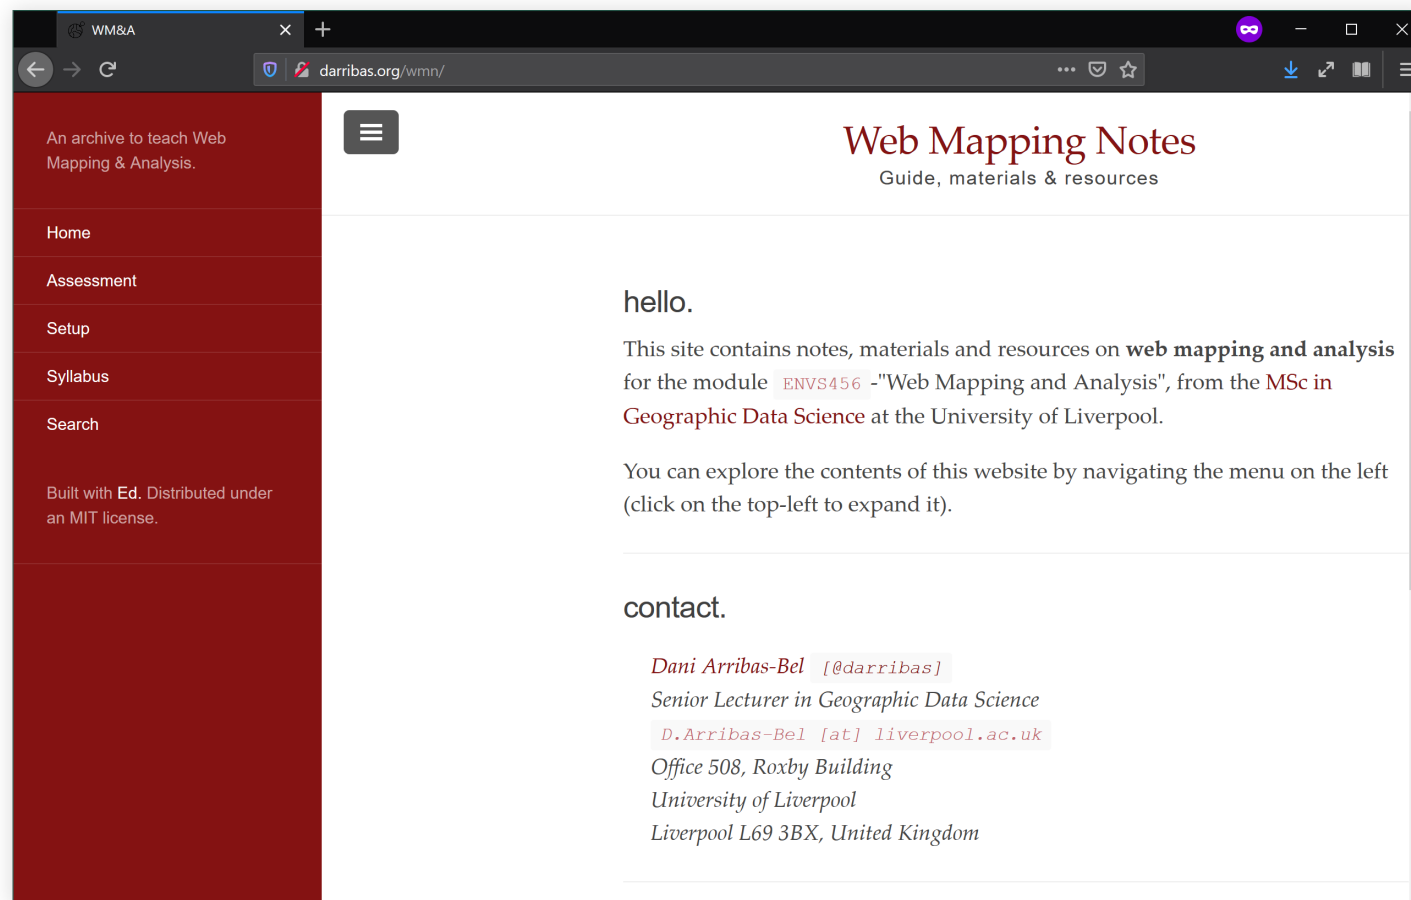 WM&A
darribas.org/wmn/
An archive to teach Web
Mapping & Analysis.
Home
Assessment
Setup
Syllabus
Search
Built with Ed. Distributed under
an MIT license.
Web Mapping Notes
Guide, materials & resources
hello.
This site contains notes, materials and resources on web mapping and analysis
for the module ENVS456 -"Web Mapping and Analysis", from the MSc in
Geographic Data Science at the University of Liverpool.
You can explore the contents of this website by navigating the menu on the left
(click on the top-left to expand it).
contact.
Dani Arribas-Bel [@darribas]
Senior Lecturer in Geographic Data Science
D.Arribas-Bel [at] liverpool.ac.uk
Office 508, Roxby Building
University of Liverpool
Liverpool L69 3BX, United Kingdom